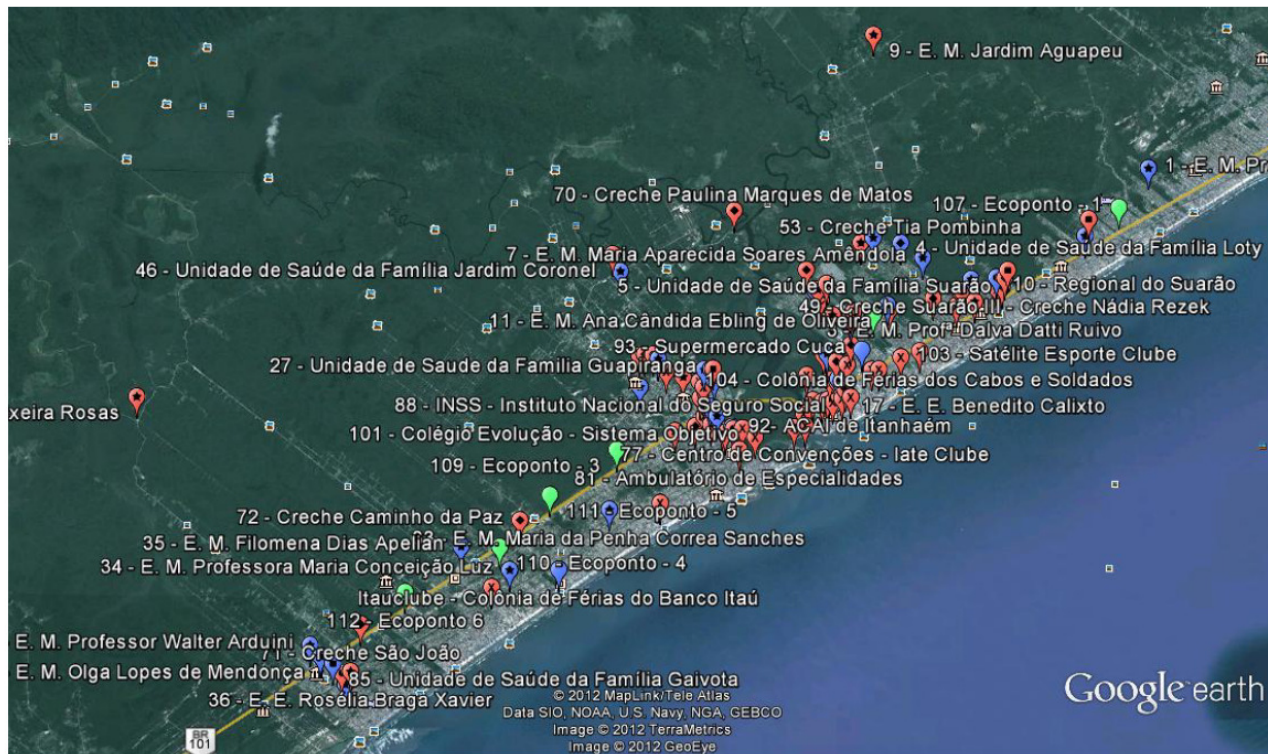 9 - E. M. Jardim Aguapeu
1 - E. M. Pr
70 - Creche Paulina Marques de Matos
107 - Ecoponto - 1
53 - Creche Tia Pombinha
7 - E. M. Maria Aparecida Soares Amêndola
4 - Unidade de Saúde da Família Loty
46 - Unidade de Saúde da Família Jardim Coronel
5 - Unidade de Saúde da Família Suarão
10 - Regional do Suarão
49 - Creche Suarão III - Creche Nádia Rezek
11 - E. M. Ana Cândida Ebling de Oliveira
E. M. Profª Dalva Datti Ruivo
93 - Supermercado Cuca
103 - Satélite Esporte Clube
27 - Unidade de Saude da Familia Guapiranga
104 - Colônia de Férias dos Cabos e Soldados
eixeira Rosas
88 - INSS - Instituto Nacional do Seguro Social
17 - E. E. Benedito Calixto
101 - Colégio Evolução - Sistema Objetivo
92- ACAI de Itanhaém
109 - Ecoponto - 3
77 - Centro de Convenções - Iate Clube
81 - Ambulatório de Especialidades
72 - Creche Caminho da Paz
111 - Ecoponto - 5
35 - E. M. Filomena Dias Apelian
E. M. Maria da Penha Correa Sanches
34 - E. M. Professora Maria Conceição Luz
110 - Ecoponto - 4
Itaúclube - Colônia de Férias do Banco Itaú
112 - Ecoponto 6
E. M. Professor Walter Arduini
71 - Creche São João
E. M. Olga Lopes de Mendonça
85 - Unidade de Saúde da Família Gaivota
36 - E. E. Rosélia Braga Xavier
© 2012 MapLink/Tele Atlas
Data SIO, NOAA, U.S. Navy, NGA, GEBCO
Image © 2012 TerraMetrics
Image © 2012 GeoEye
Google earth
BR
101